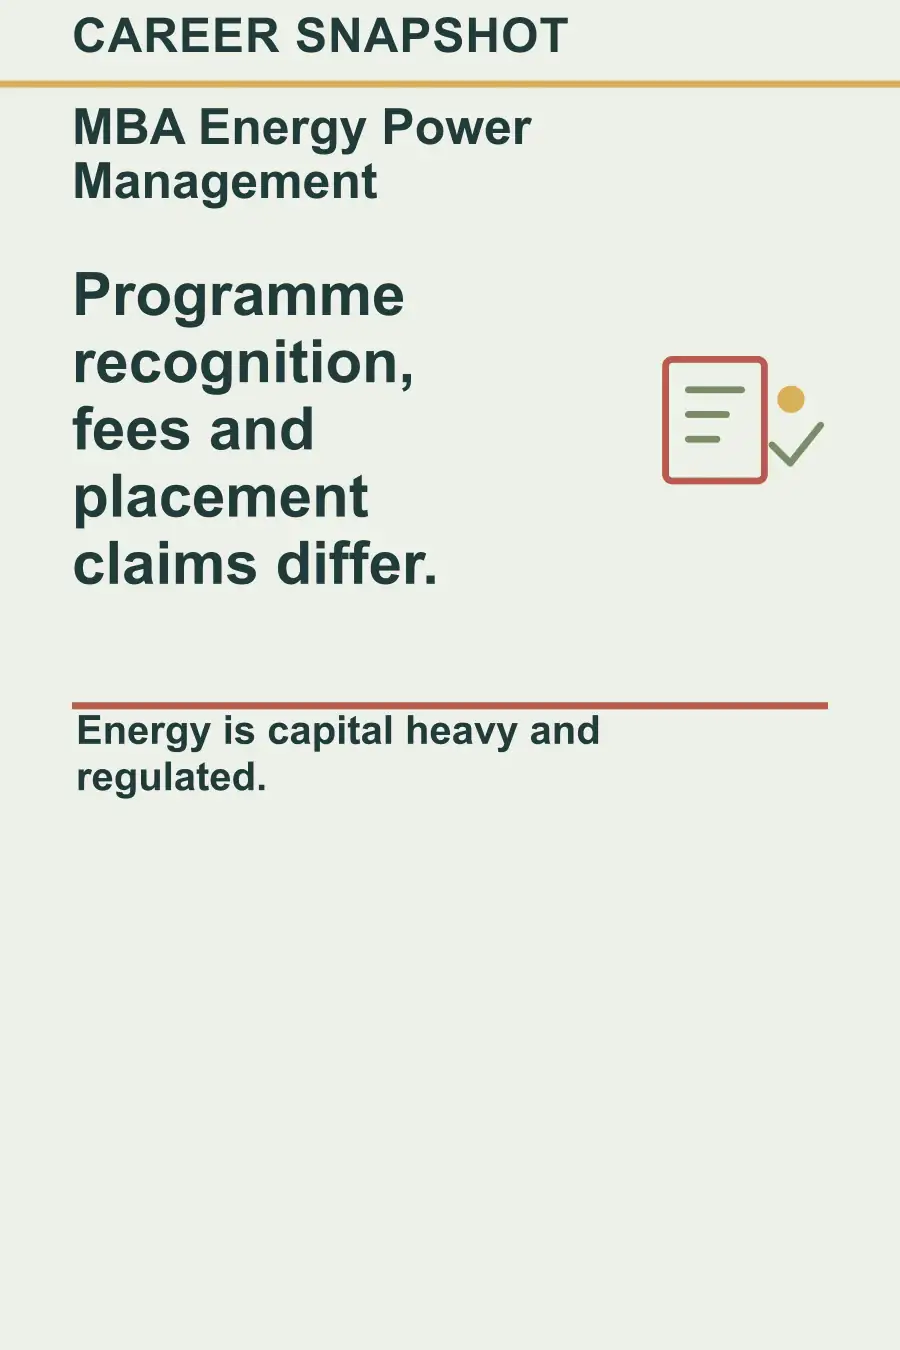 CAREER SNAPSHOT
MBA Energy Power
Management
Programme
recognition,
fees and
placement
claims differ.
Energy is capital heavy and
regulated.